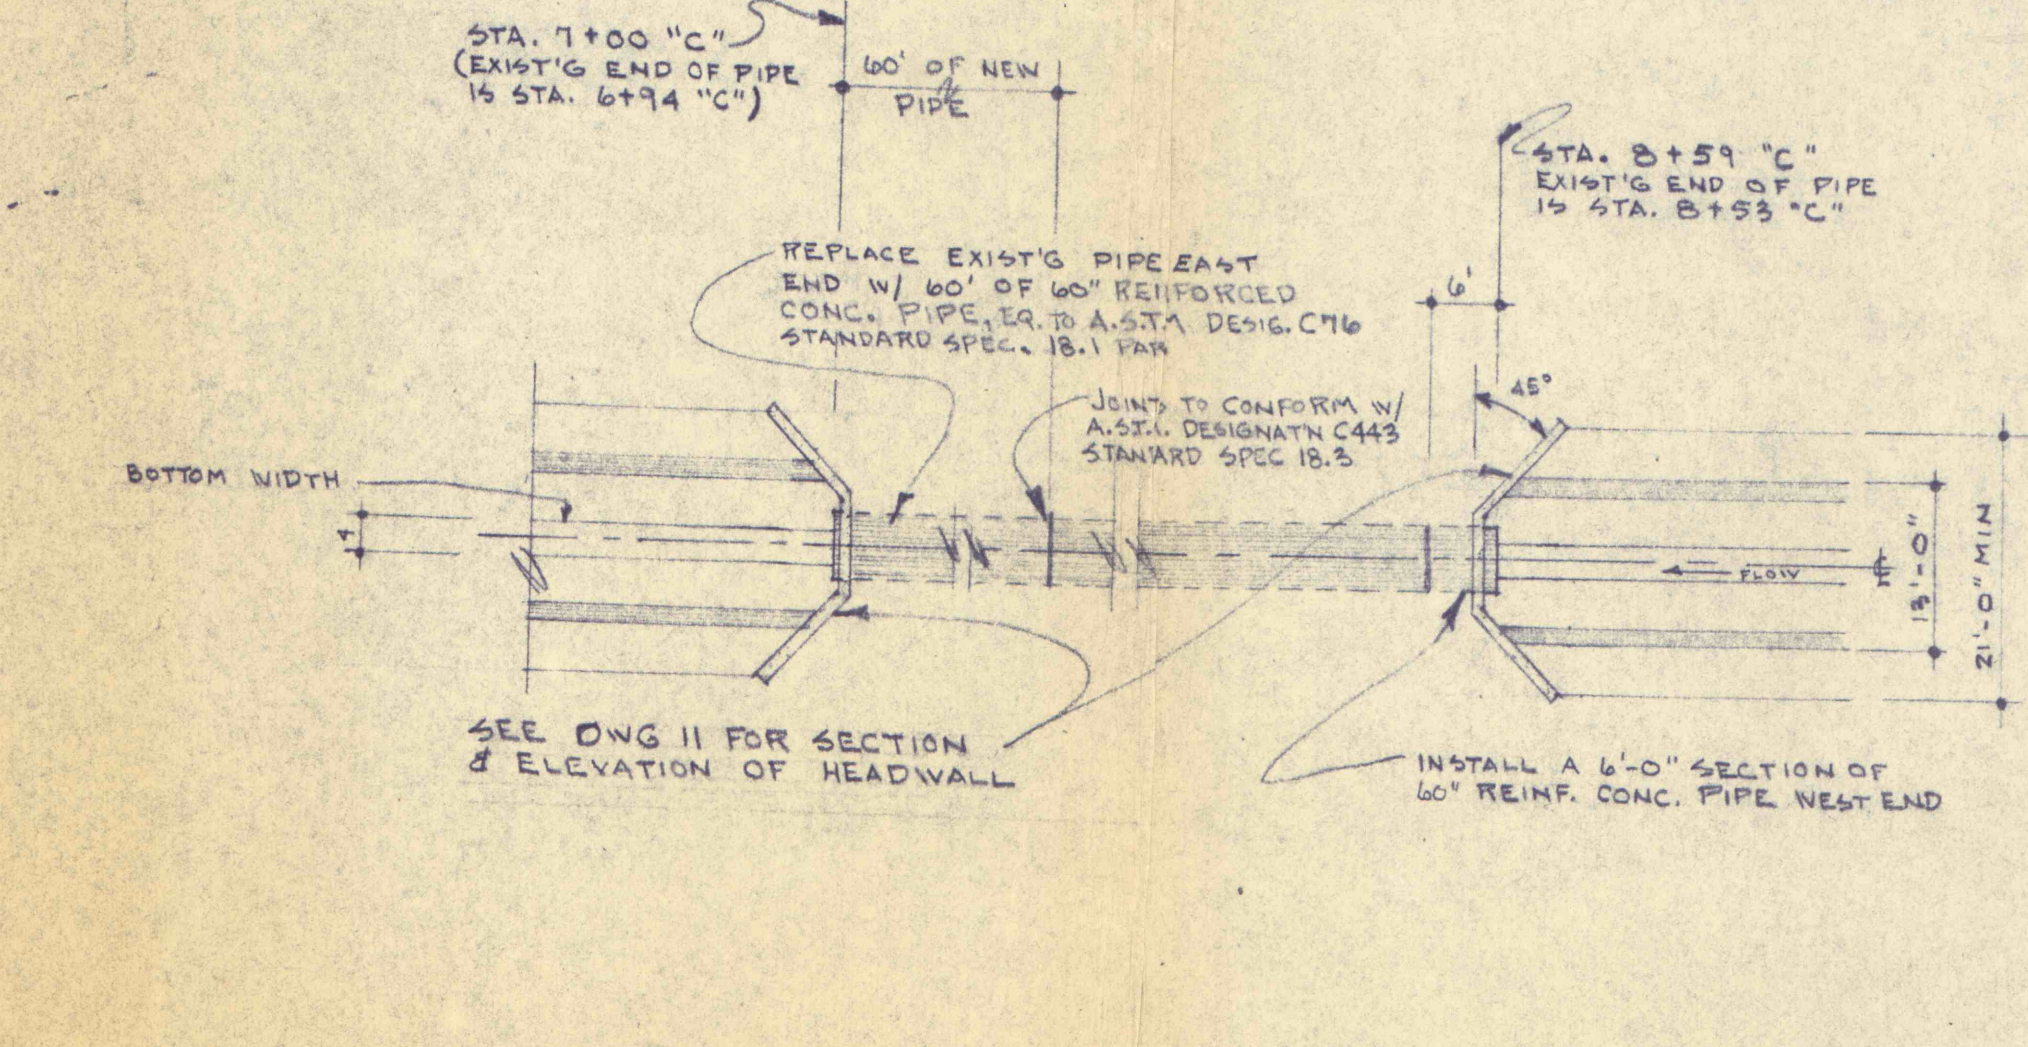 STA. 7+00 "C"
(EXIST'G END OF PIPE
IS STA. 6+94 "C")
60' OF NEW
PIPE
STA. 8+59 "C"
EXIST'G END OF PIPE
IS STA. 8+53 "C"
6'
REPLACE EXIST'G PIPE EAST
END W/ 60' OF 60" REINFORCED
CONC. PIPE, EQ. TO A.S.T.M DESIG. C76
STANDARD SPEC. 18.1
45°
JOINTS TO CONFORM W/
DESIGNAT'N C443
SPEC 18.3
BOTTOM WIDTH
4
FLOW
13'-0"
21'-0" MIN
SEE DWG 11 FOR SECTION
& ELEVATION OF HEADWALL
INSTALL A 6'-0" SECTION OF
60" REINF. CONC. PIPE WEST END